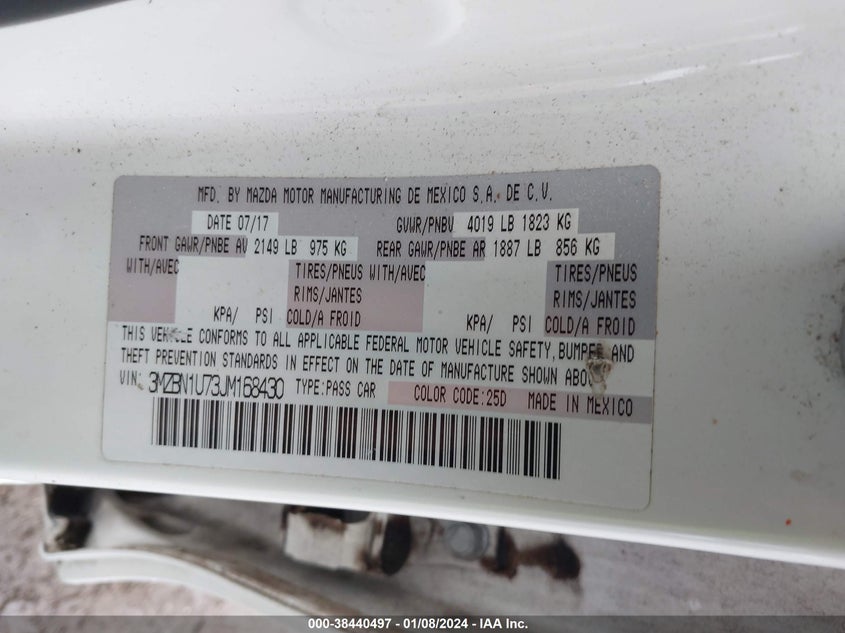 MFD. BY MAZDA MOTOR MANUFACTURING DE MEXICO S.A. DE C.V.
DATE 07/17 GVWR/PNBV 4019 LB 1823 KG
FRONT GAWR/PNBE AV 2149 LB 975 KG REAR GAWR/PNBE AR 1887 LB 856 KG
WITH/AVEC TIRES/PNEUS WITH/AVEC TIRES/PNEUS
RIMS/JANTES RIMS/JANTES
KPA/ PSI COLD/A FROID KPA/ PSI COLD/A FROID
THIS VEHICLE CONFORMS TO ALL APPLICABLE FEDERAL MOTOR VEHICLE SAFETY, BUMPER, AND
THEFT PREVENTION STANDARDS IN EFFECT ON THE DATE OF MANUFACTURE SHOWN ABOVE.
VIN: 3MZBN1U73JM168430 TYPE:PASS CAR COLOR CODE:25D MADE IN MEXICO
000-38440497 - 01/08/2024 - IAA Inc.